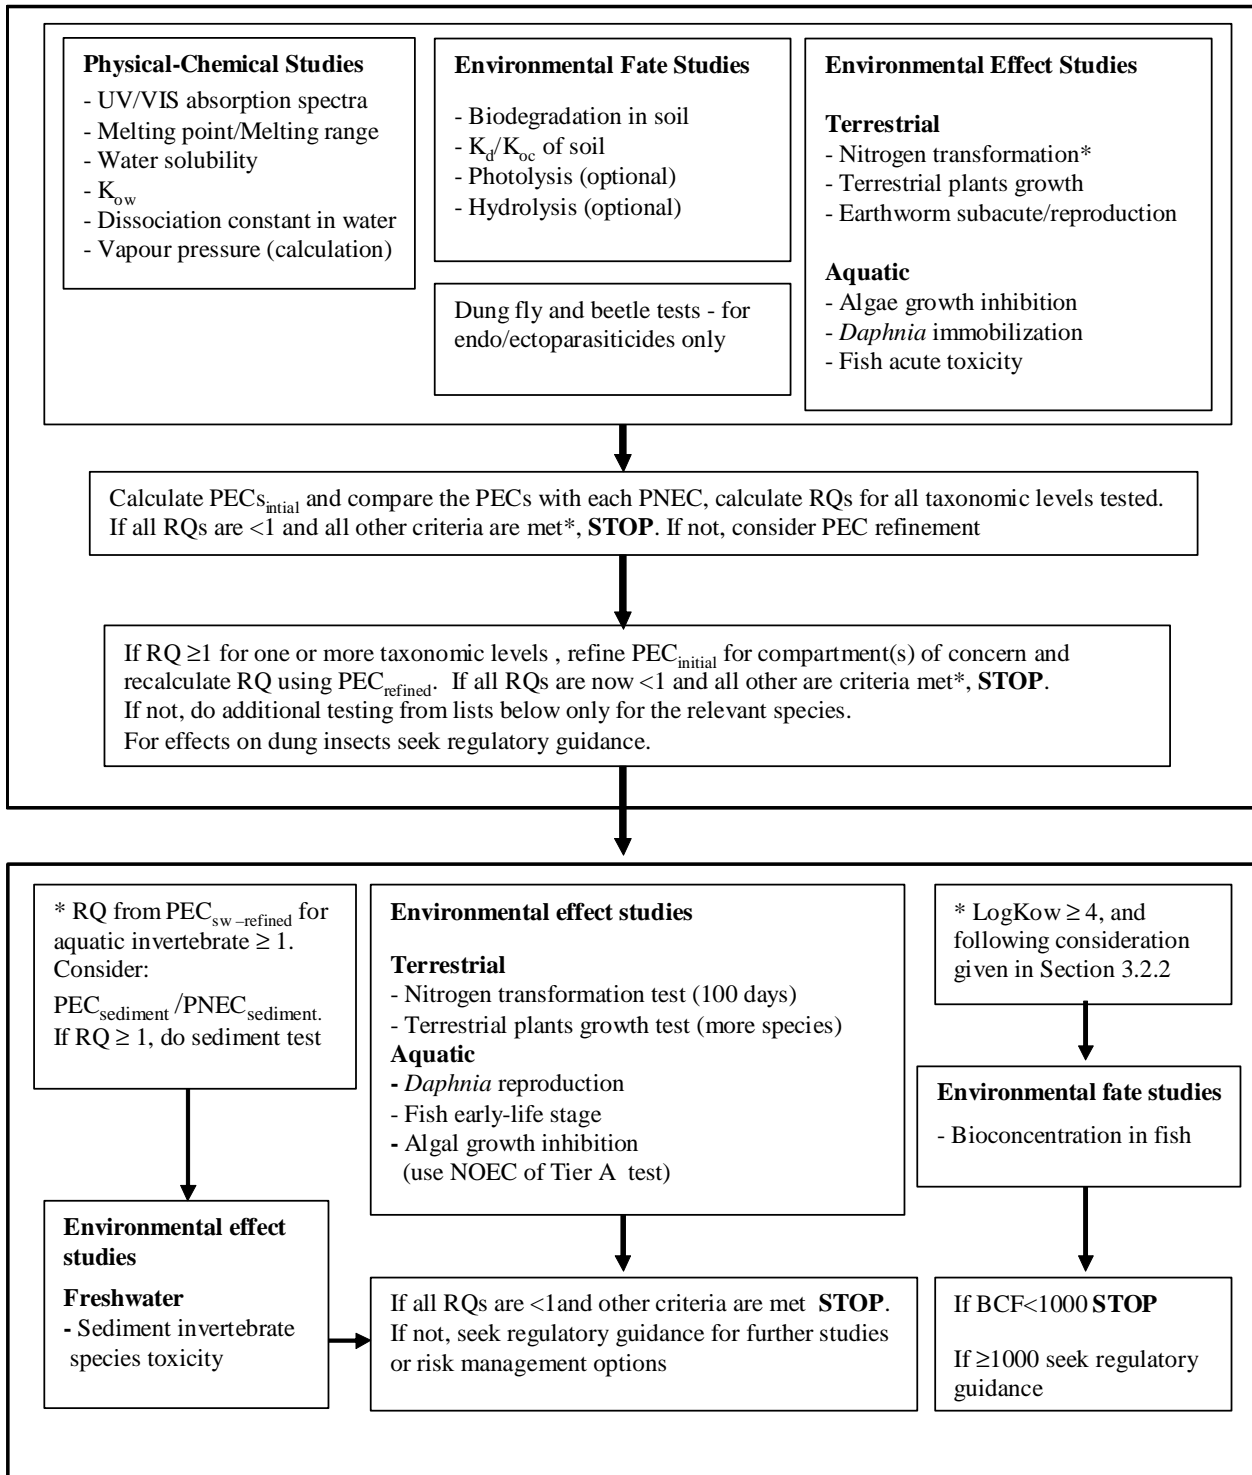 Physical-Chemical Studies
- UV/VIS absorption spectra
- Melting point/Melting range
- Water solubility
- Kow
- Dissociation constant in water
- Vapour pressure (calculation)
Environmental Fate Studies
- Biodegradation in soil
- Kd/Koc of soil
- Photolysis (optional)
- Hydrolysis (optional)
Dung fly and beetle tests - for
endo/ectoparasiticides only
Environmental Effect Studies
Terrestrial
- Nitrogen transformation*
- Terrestrial plants growth
- Earthworm subacute/reproduction
Aquatic
- Algae growth inhibition
- Daphnia immobilization
- Fish acute toxicity
Calculate PECsintial and compare the PECs with each PNEC, calculate RQs for all taxonomic levels tested.
If all RQs are <1 and all other criteria are met*, STOP. If not, consider PEC refinement
If RQ ≥1 for one or more taxonomic levels , refine PECinitial for compartment(s) of concern and
recalculate RQ using PECrefined. If all RQs are now <1 and all other are criteria met*, STOP.
If not, do additional testing from lists below only for the relevant species.
For effects on dung insects seek regulatory guidance.
* RQ from PECsw–refined for
aquatic invertebrate ≥ 1.
Consider:
PECsediment /PNECsediment.
If RQ ≥ 1, do sediment test
Environmental effect
studies
Freshwater
- Sediment invertebrate
species toxicity
Environmental effect studies
Terrestrial
- Nitrogen transformation test (100 days)
- Terrestrial plants growth test (more species)
Aquatic
- Daphnia reproduction
- Fish early-life stage
- Algal growth inhibition
(use NOEC of Tier A test)
If all RQs are <1and other criteria are met STOP.
If not, seek regulatory guidance for further studies
or risk management options
* LogKow ≥ 4, and
following consideration
given in Section 3.2.2
Environmental fate studies
- Bioconcentration in fish
If BCF<1000 STOP
If ≥1000 seek regulatory
guidance